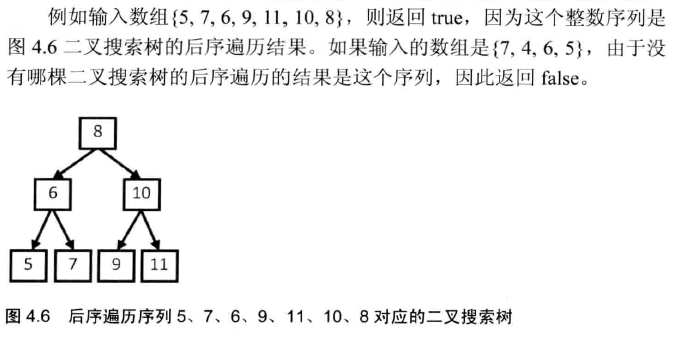 例如输入数组{5, 7, 6, 9, 11, 10, 8}，则返回 true，因为这个整数序列是
图 4.6 二叉搜索树的后序遍历结果。如果输入的数组是{7, 4, 6, 5}，由于没
有哪棵二叉搜索树的后序遍历的结果是这个序列，因此返回 false。
8
6 10
5 7 9 11
图 4.6 后序遍历序列 5、7、6、9、11、10、8 对应的二叉搜索树